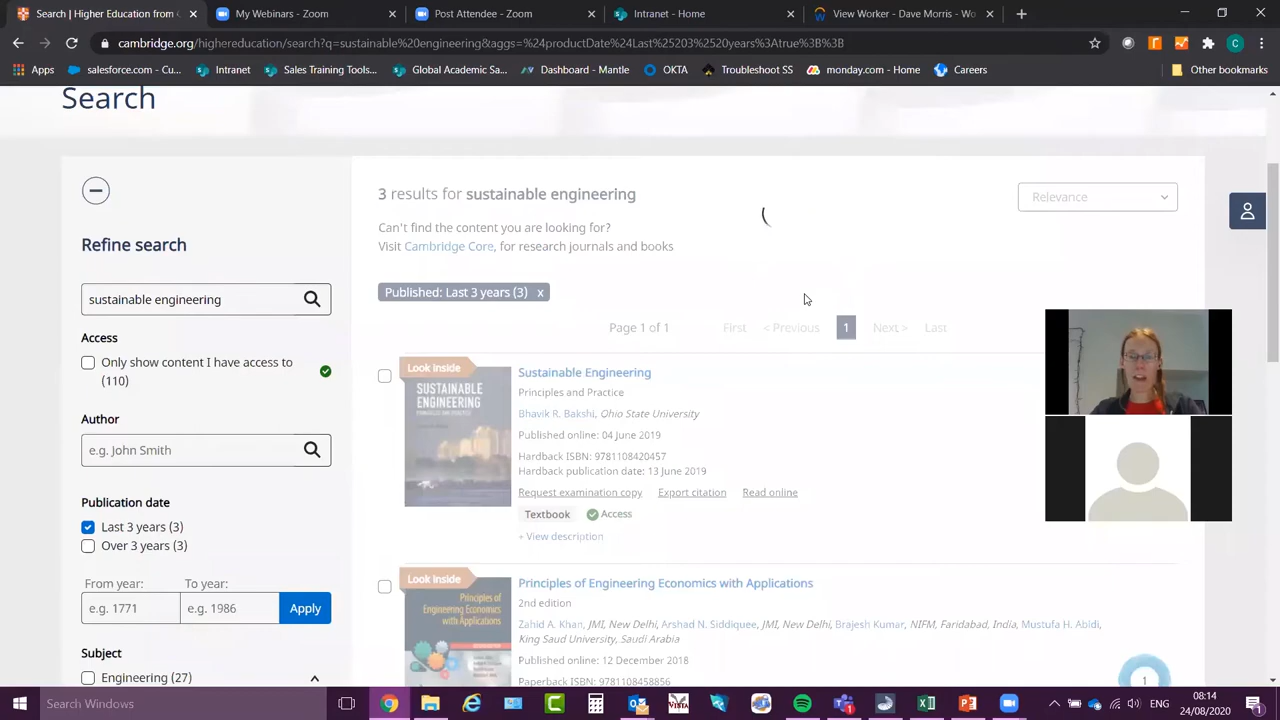 Search | Higher Education from C
My Webinars - Zoom
Post Attendee - Zoom
Intranet - Home
View Worker - Dave Morris - Wo
cambridge.org/highereducation/search?q=sustainable%20engineering&aggs=%24productDate%24Last%25203%2520years%3Atrue%3B%3B
C
Apps
salesforce.com - Cu...
Intranet
Sales Training Tools...
Global Academic Sa...
Dashboard - Mantle
OKTA
Troubleshoot SS
monday.com - Home
Careers
Other bookmarks
Search
Refine search
sustainable engineering
Access
Only show content I have access to
(110)
Author
e.g. John Smith
Publication date
Last 3 years (3)
Over 3 years (3)
From year:
To year:
e.g. 1771
e.g. 1986
Apply
Subject
Engineering (27)
3 results for sustainable engineering
Relevance
Can't find the content you are looking for?
Visit Cambridge Core, for research journals and books
Published: Last 3 years (3) x
Page 1 of 1
First
< Previous
1
Next >
Last
Look Inside
SUSTAINABLE
ENGINEERING
Sustainable Engineering
Principles and Practice
Bhavik R. Bakshi, Ohio State University
Published online: 04 June 2019
Hardback ISBN: 9781108420457
Hardback publication date: 13 June 2019
Request examination copy
Export citation
Read online
Textbook
Access
+ View description
Look Inside
Principles of
Engineering Economics
with Applications
Principles of Engineering Economics with Applications
2nd edition
Zahid A. Khan, JMI, New Delhi, Arshad N. Siddiquee, JMI, New Delhi, Brajesh Kumar, NIFM, Faridabad, India, Mustufa H. Abidi,
King Saud University, Saudi Arabia
Published online: 12 December 2018
Paperback ISBN: 9781108458856
1
Search Windows
ENG
08:14
24/08/2020